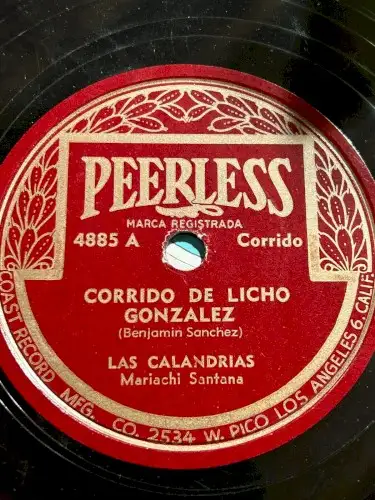 PEERLESS
MARCA REGISTRADA
4885 A Corrido
CORRIDO DE LICHO
GONZALEZ
(Benjamin Sanchez)
LAS CALANDRIAS
Mariachi Santana
COAST RECORD MFG. CO. 2534 W. PICO LOS ANGELES 6, CALIF.